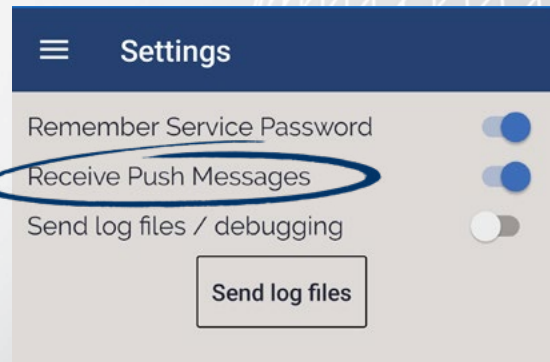 Settings
Remember Service Password
Receive Push Messages
Send log files / debugging
Send log files